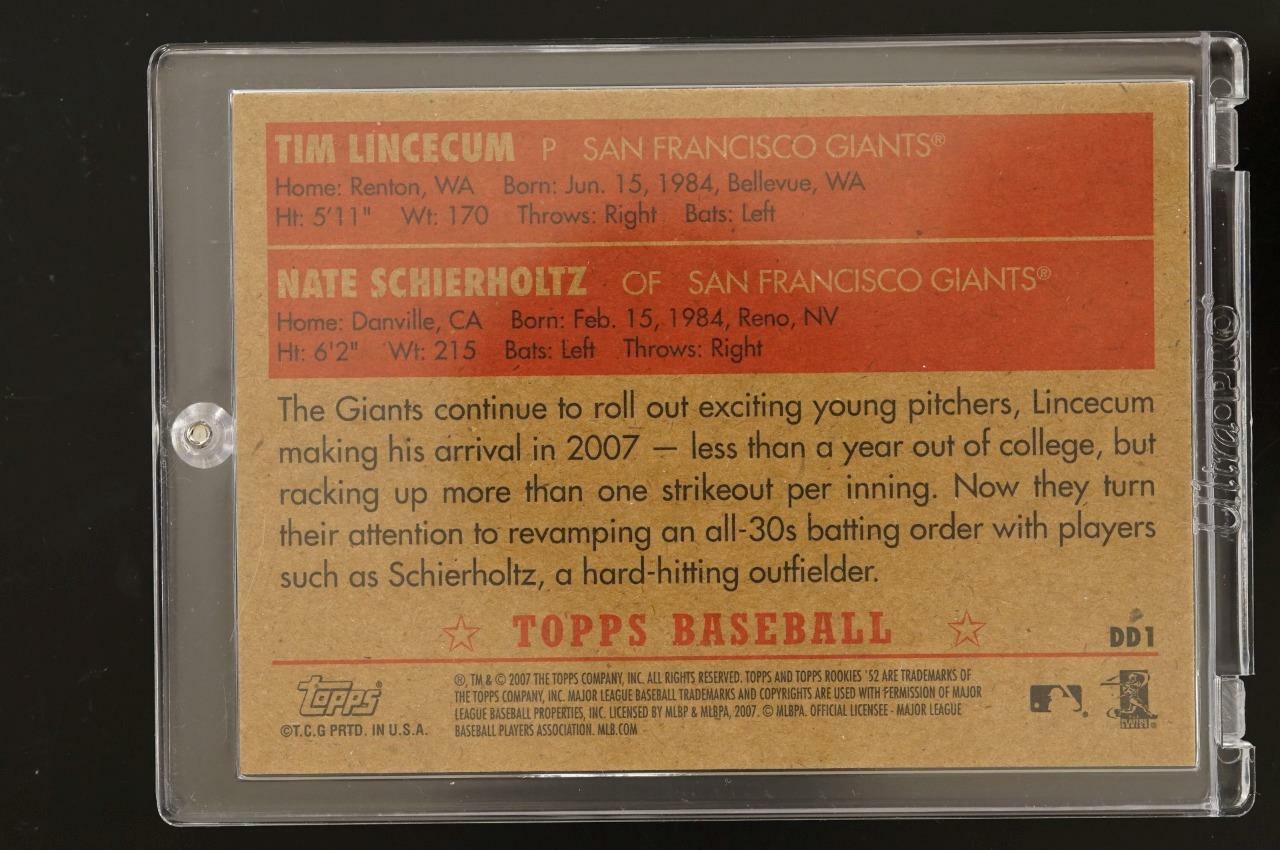 TIM LINCECUM P SAN FRANCISCO GIANTS®
Home: Renton, WA Born: Jun. 15, 1984, Bellevue, WA
Ht: 5'11" Wt: 170 Throws: Right Bats: Left
NATE SCHIERHOLTZ OF SAN FRANCISCO GIANTS®
Home: Danville, CA Born: Feb. 15, 1984, Reno, NV
Ht: 6'2" Wt: 215 Bats: Left Throws: Right
The Giants continue to roll out exciting young pitchers, Lincecum
making his arrival in 2007 — less than a year out of college, but
racking up more than one strikeout per inning. Now they turn
their attention to revamping an all-30s batting order with players
such as Schierholtz, a hard-hitting outfielder.
TOPPS BASEBALL
DD1
Topps®
©T.C.G PRTD. IN U.S.A.
®, TM & © 2007 THE TOPPS COMPANY, INC. ALL RIGHTS RESERVED. TOPPS AND TOPPS ROOKIES '52 ARE TRADEMARKS OF
THE TOPPS COMPANY, INC. MAJOR LEAGUE BASEBALL TRADEMARKS AND COPYRIGHTS ARE USED WITH PERMISSION OF MAJOR
LEAGUE BASEBALL PROPERTIES, INC. LICENSED BY MLBP & MLBPA, 2007. © MLBPA. OFFICIAL LICENSEE - MAJOR LEAGUE
BASEBALL PLAYERS ASSOCIATION. MLB.COM
UltraPRO